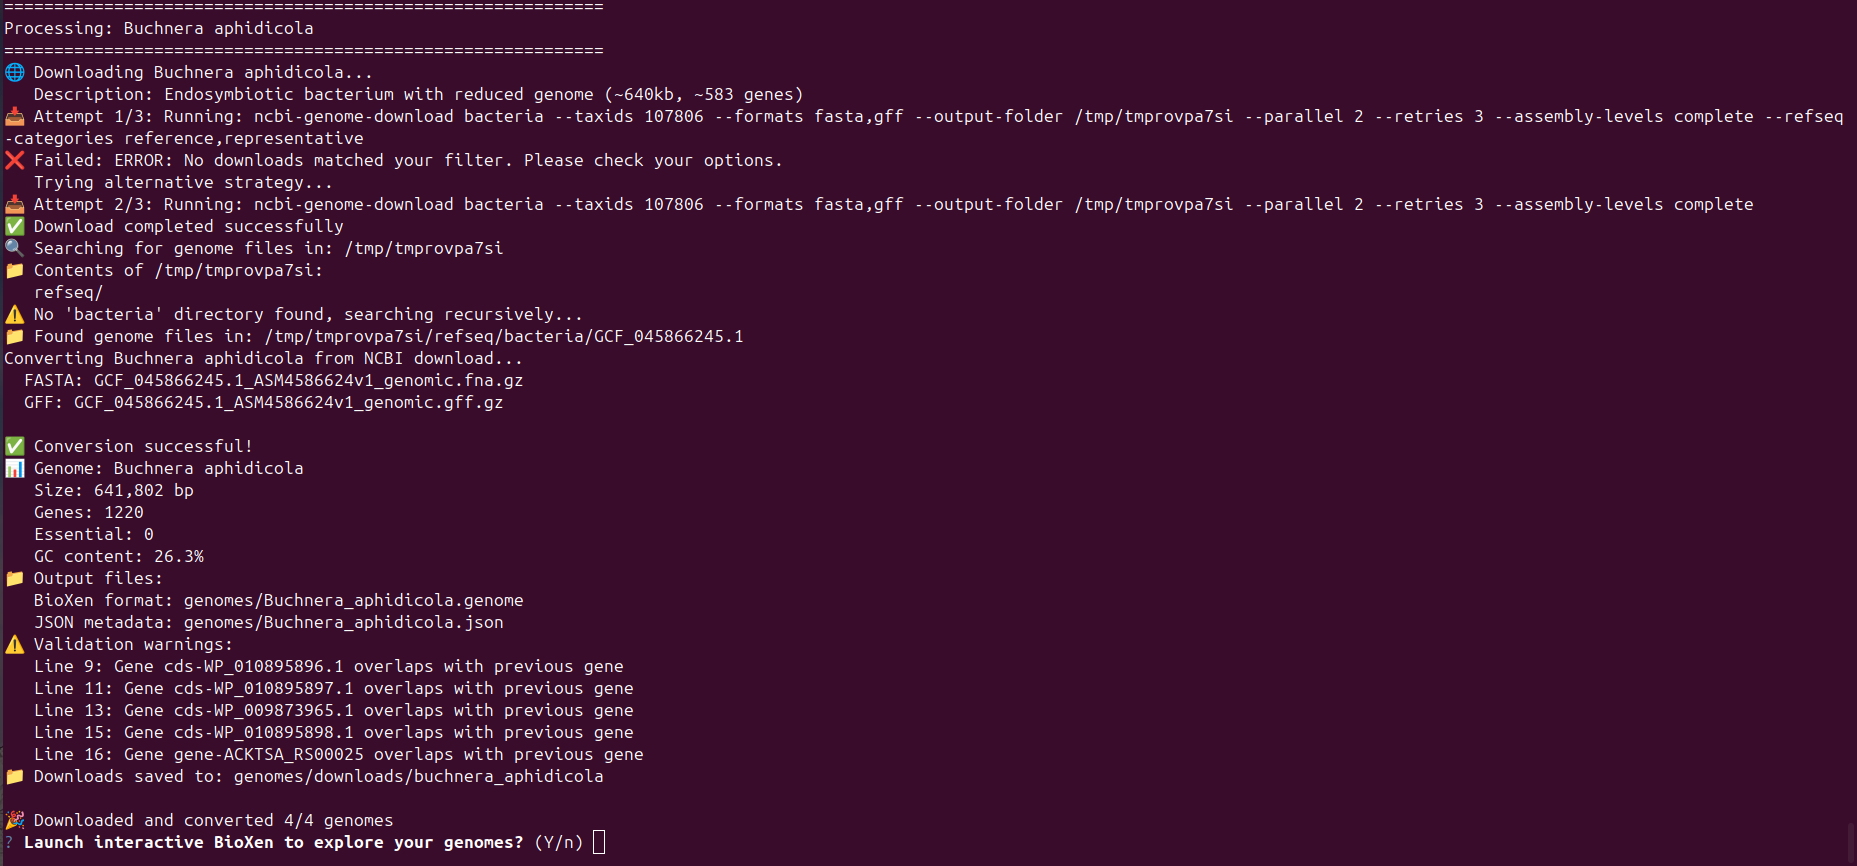 ============================================================
Processing: Buchnera aphidicola
============================================================
🌐 Downloading Buchnera aphidicola...
   Description: Endosymbiotic bacterium with reduced genome (~640kb, ~583 genes)
📥 Attempt 1/3: Running: ncbi-genome-download bacteria --taxids 107806 --formats fasta,gff --output-folder /tmp/tmprovpa7si --parallel 2 --retries 3 --assembly-levels complete --refseq
-categories reference,representative
❌ Failed: ERROR: No downloads matched your filter. Please check your options.
   Trying alternative strategy...
📥 Attempt 2/3: Running: ncbi-genome-download bacteria --taxids 107806 --formats fasta,gff --output-folder /tmp/tmprovpa7si --parallel 2 --retries 3 --assembly-levels complete
✅ Download completed successfully
🔍 Searching for genome files in: /tmp/tmprovpa7si
📁 Contents of /tmp/tmprovpa7si:
   refseq/
⚠️ No 'bacteria' directory found, searching recursively...
📁 Found genome files in: /tmp/tmprovpa7si/refseq/bacteria/GCF_045866245.1
Converting Buchnera aphidicola from NCBI download...
  FASTA: GCF_045866245.1_ASM4586624v1_genomic.fna.gz
  GFF: GCF_045866245.1_ASM4586624v1_genomic.gff.gz
✅ Conversion successful!
📊 Genome: Buchnera aphidicola
   Size: 641,802 bp
   Genes: 1220
   Essential: 0
   GC content: 26.3%
📁 Output files:
   BioXen format: genomes/Buchnera_aphidicola.genome
   JSON metadata: genomes/Buchnera_aphidicola.json
⚠️ Validation warnings:
   Line 9: Gene cds-WP_010895896.1 overlaps with previous gene
   Line 11: Gene cds-WP_010895897.1 overlaps with previous gene
   Line 13: Gene cds-WP_009873965.1 overlaps with previous gene
   Line 15: Gene cds-WP_010895898.1 overlaps with previous gene
   Line 16: Gene gene-ACKTSA_RS00025 overlaps with previous gene
📁 Downloads saved to: genomes/downloads/buchnera_aphidicola
🎉 Downloaded and converted 4/4 genomes
? Launch interactive BioXen to explore your genomes? (Y/n)